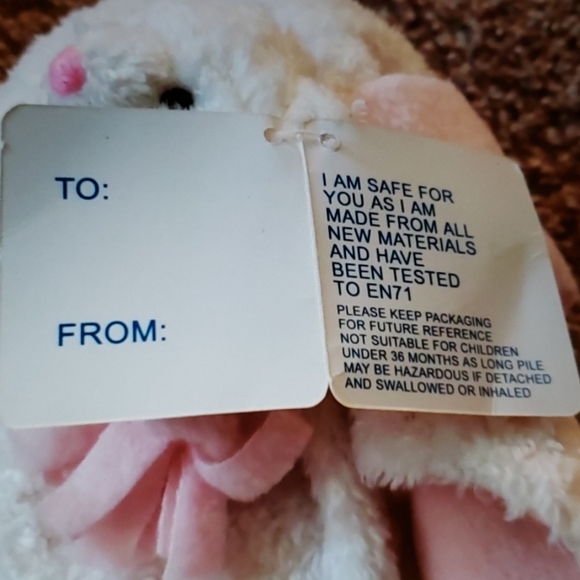 TO:
FROM:
I AM SAFE FOR
YOU AS I AM
MADE FROM ALL
NEW MATERIALS
AND HAVE
BEEN TESTED
TO EN71
PLEASE KEEP PACKAGING
FOR FUTURE REFERENCE
NOT SUITABLE FOR CHILDREN
UNDER 36 MONTHS AS LONG PILE
MAY BE HAZARDOUS IF DETACHED
AND SWALLOWED OR INHALED